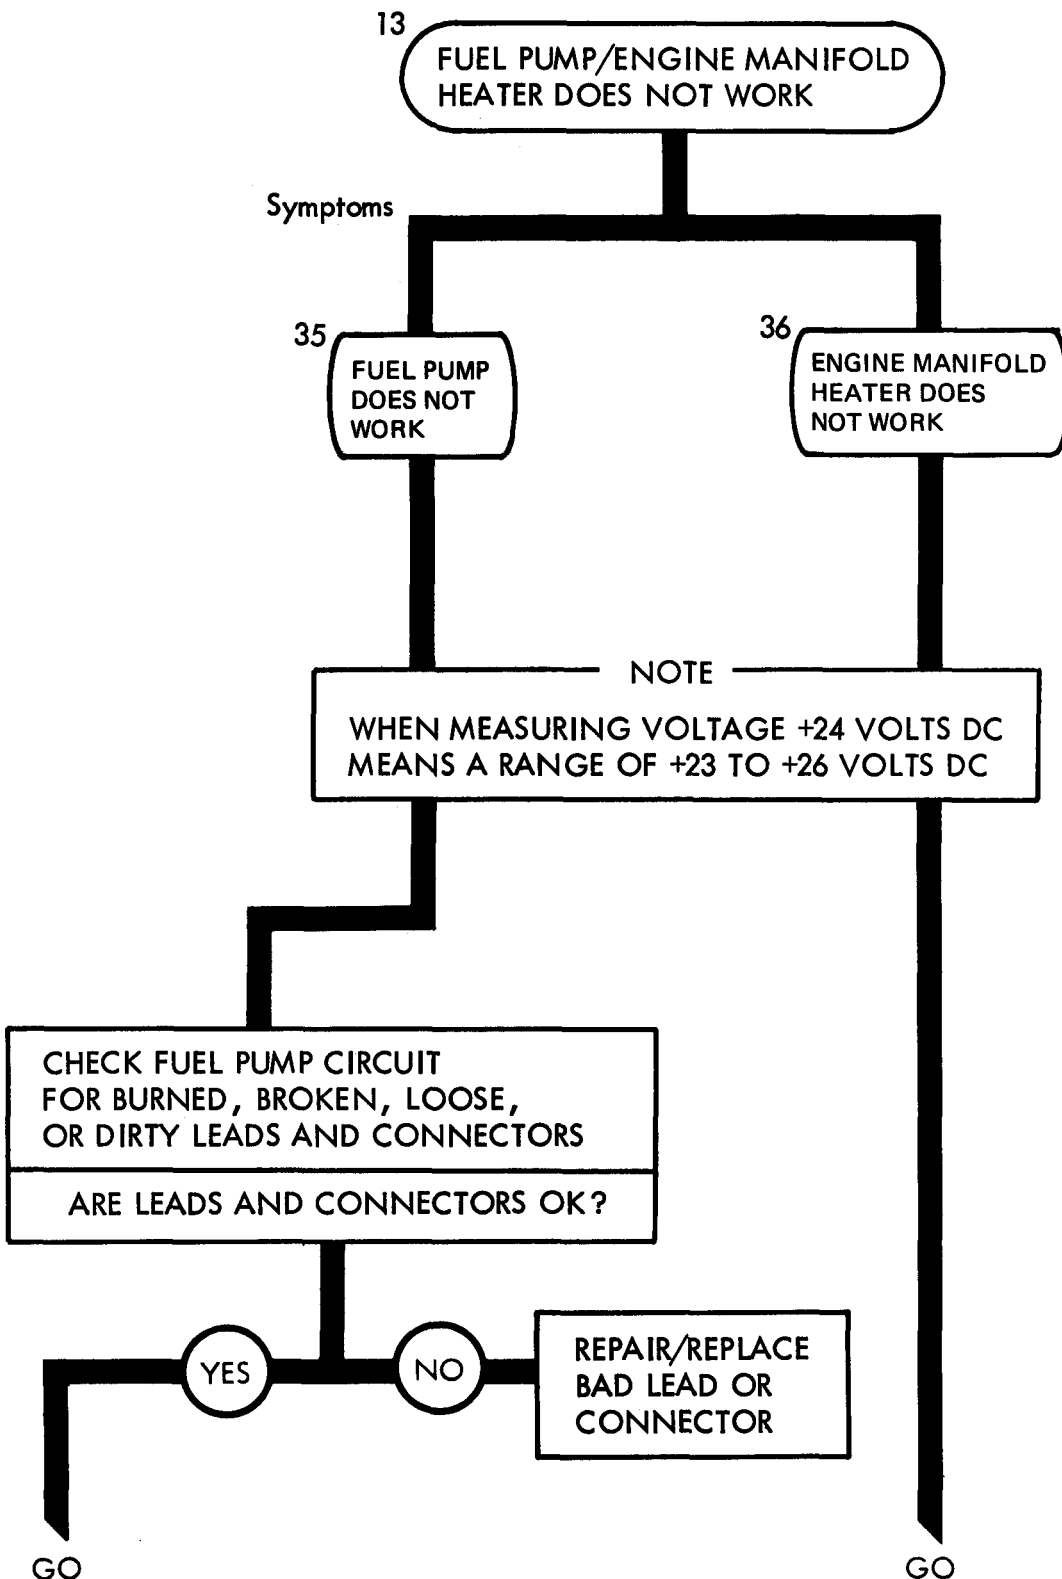 13
FUEL PUMP/ENGINE MANIFOLD
HEATER DOES NOT WORK
Symptoms
35
FUEL PUMP
DOES NOT
WORK
36
ENGINE MANIFOLD
HEATER DOES
NOT WORK
NOTE
WHEN MEASURING VOLTAGE +24 VOLTS DC
MEANS A RANGE OF +23 TO +26 VOLTS DC
CHECK FUEL PUMP CIRCUIT
FOR BURNED, BROKEN, LOOSE,
OR DIRTY LEADS AND CONNECTORS
ARE LEADS AND CONNECTORS OK?
YES
NO
REPAIR/REPLACE
BAD LEAD OR
CONNECTOR
GO
GO